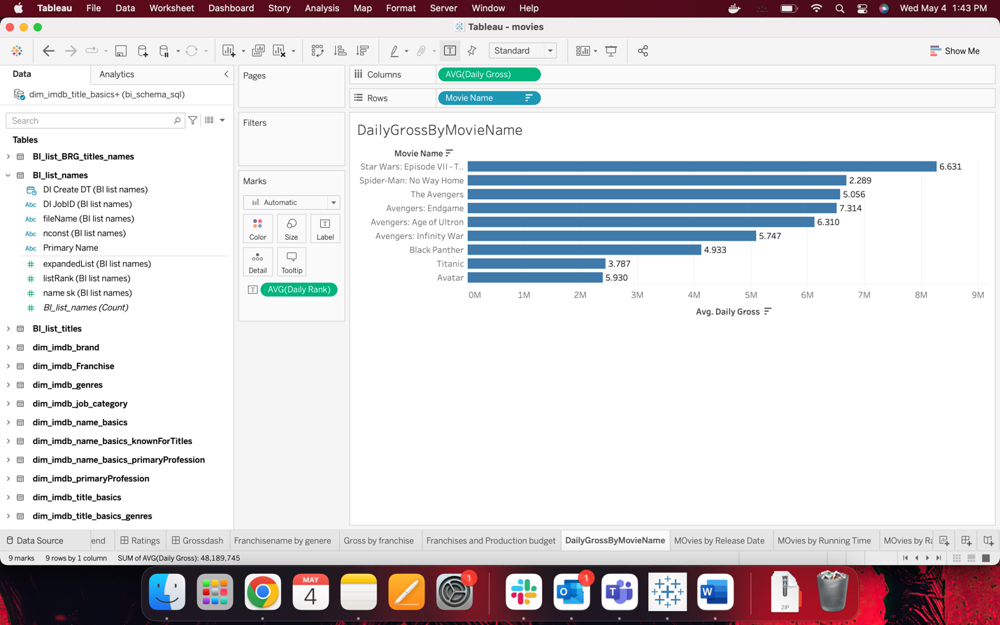 Tableau File Data Worksheet Dashboard Story Analysis Map Format Server Window Help Wed May 4 1:43 PM
Tableau - movies
Standard Show Me
Data Analytics
dim_imdb_title_basics+ (bi_schema_sql)
Search
Tables
BI_list_BRG_titles_names
BI_list_names
DI Create DT (BI list names)
Abc DI JobID (BI list names)
Abc fileName (BI list names)
Abc nconst (BI list names)
Abc Primary Name
expandedList (BI list names)
listRank (BI list names)
name sk (BI list names)
BI_list_names (Count)
BI_list_titles
dim_imdb_brand
dim_imdb_Franchise
dim_imdb_genres
dim_imdb_job_category
dim_imdb_name_basics
dim_imdb_name_basics_knownForTitles
dim_imdb_name_basics_primaryProfession
dim_imdb_primaryProfession
dim_imdb_title_basics
dim_imdb_title_basics_genres
Pages
Filters
Marks
Automatic
Color Size Label
Detail Tooltip
AVG(Daily Rank)
Columns AVG(Daily Gross)
Rows Movie Name
DailyGrossByMovieName
Movie Name
Star Wars: Episode VII - T.. 6.631
Spider-Man: No Way Home 2.289
The Avengers 5.056
Avengers: Endgame 7.314
Avengers: Age of Ultron 6.310
Avengers: Infinity War 5.747
Black Panther 4.933
Titanic 3.787
Avatar 5.930
0M 1M 2M 3M 4M 5M 6M 7M 8M 9M
Avg. Daily Gross
Data Source end Ratings Grossdash Franchisename by genere Gross by franchise Franchises and Production budget DailyGrossByMovieName MOvies by Release Date MOvies by Running Time MOvies by Ra
9 marks 9 rows by 1 column SUM of AVG(Daily Gross): 48,189,745
MAY
4
1
1
ZIP